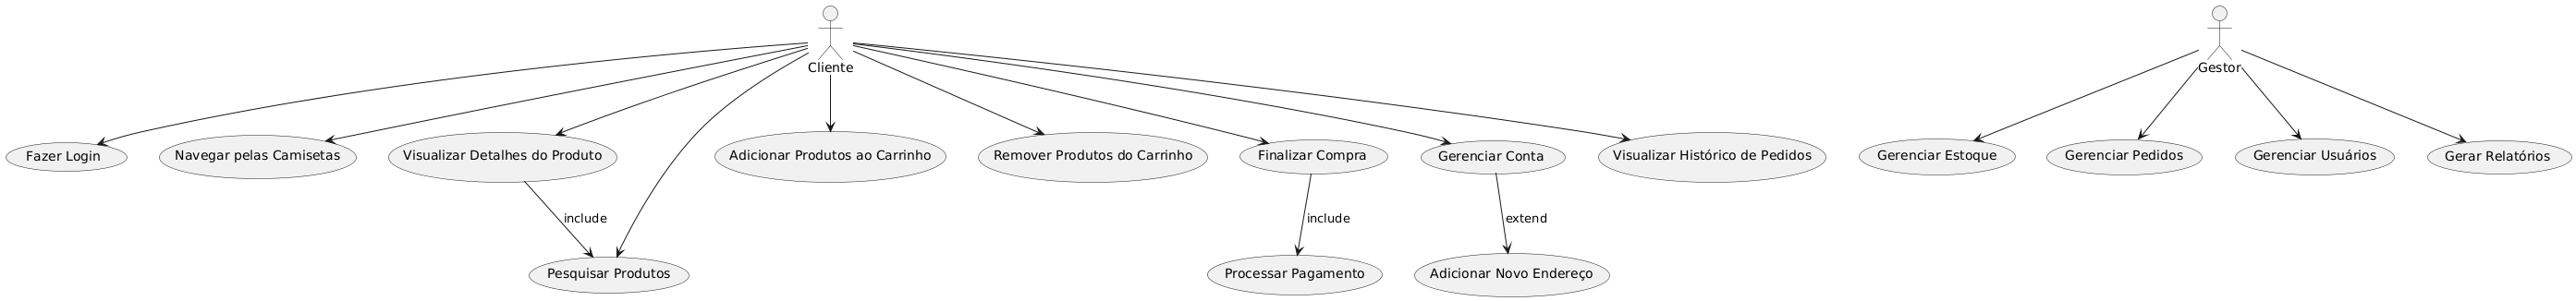 Cliente
Gestor
Fazer Login
Navegar pelas Camisetas
Visualizar Detalhes do Produto
Adicionar Produtos ao Carrinho
Remover Produtos do Carrinho
Finalizar Compra
Gerenciar Conta
Visualizar Histórico de Pedidos
Gerenciar Estoque
Gerenciar Pedidos
Gerenciar Usuários
Gerar Relatórios
include
include
extend
Pesquisar Produtos
Processar Pagamento
Adicionar Novo Endereço